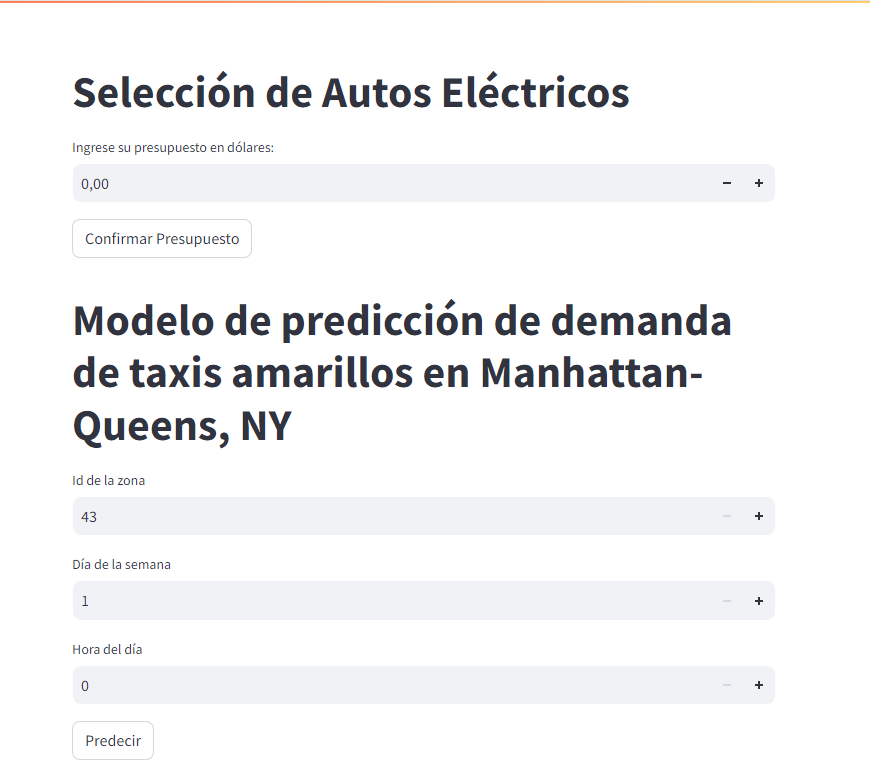 Selección de Autos Eléctricos
Ingrese su presupuesto en dólares:
0,00
Confirmar Presupuesto
Modelo de predicción de demanda
de taxis amarillos en Manhattan-
Queens, NY
Id de la zona
43
Día de la semana
1
Hora del día
0
Predecir